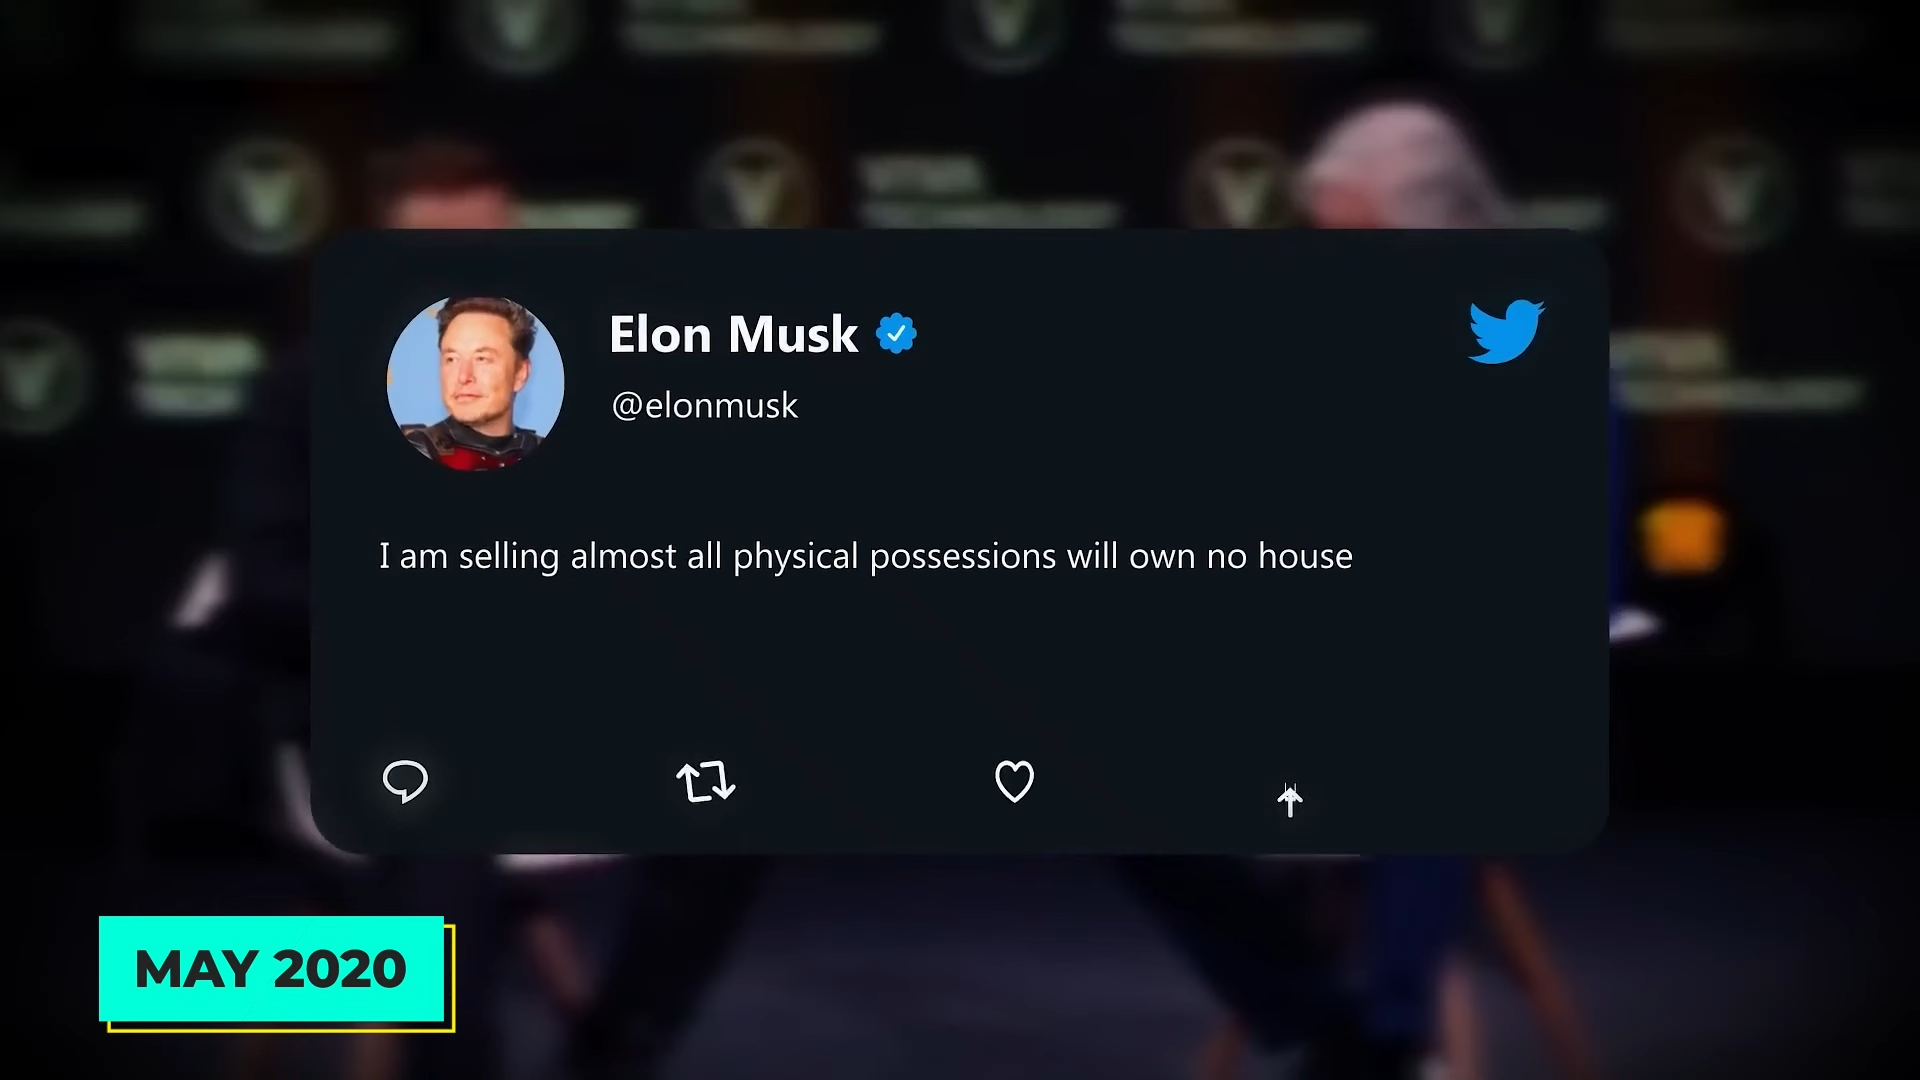 Elon Musk
@elonmusk
I am selling almost all physical possessions will own no house
MAY 2020